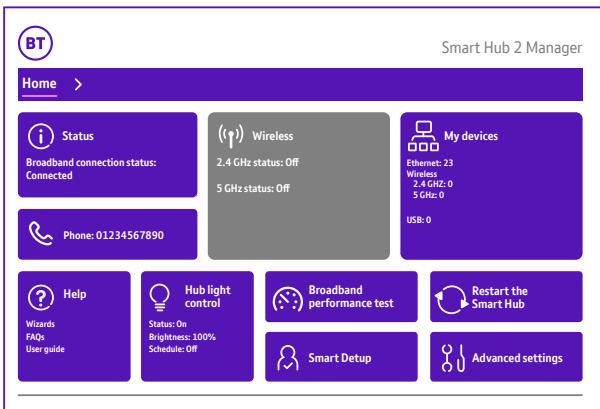 BT
Smart Hub 2 Manager
Home
Status
Broadband connection status:
Connected
Phone: 01234567890
Wireless
2.4 GHz status: Off
5 GHz status: Off
My devices
Ethernet: 23
Wireless
2.4 GHZ: 0
5 GHz: 0
USB: 0
Help
Wizards
FAQs
User guide
Hub light
control
Status: On
Brightness: 100%
Schedule: Off
Broadband
performance test
Restart the
Smart Hub
Smart Detup
Advanced settings